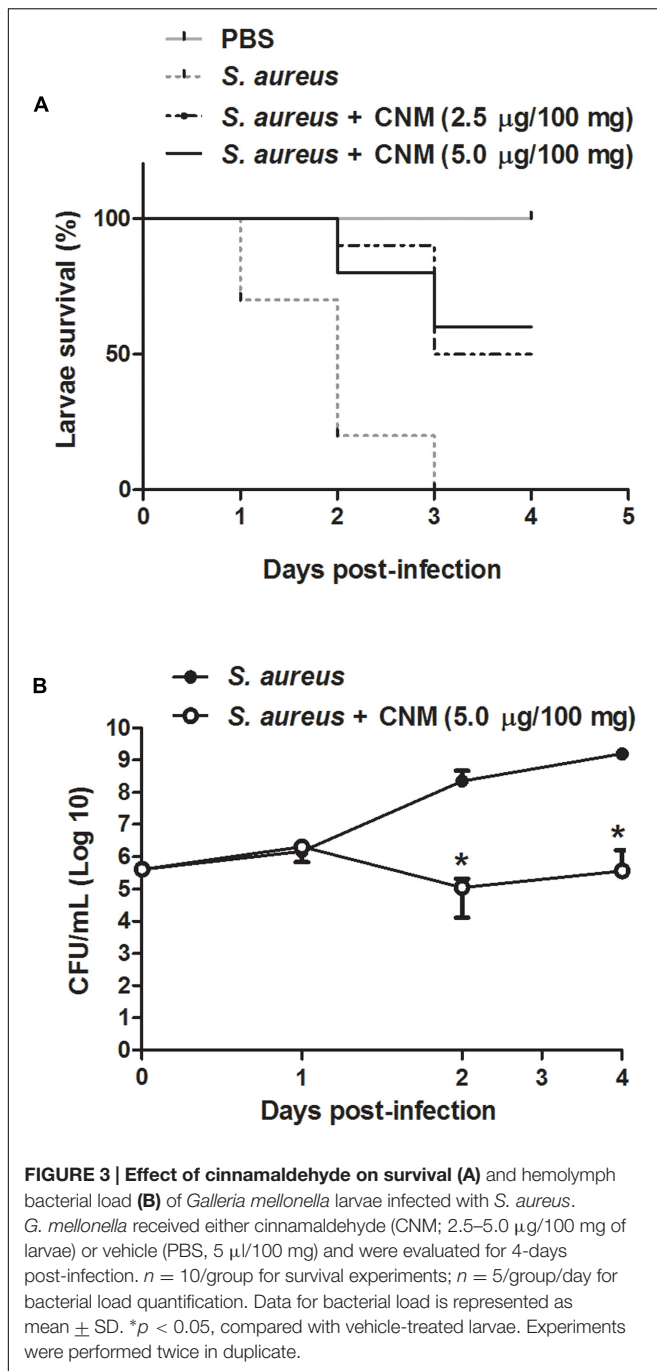 PBS
S. aureus
A
S. aureus + CNM (2.5 µg/100 mg)
S. aureus + CNM (5.0 µg/100 mg)
Larvae survival (%)
100
50
0
0 1 2 3 4 5
Days post-infection
B
S. aureus
S. aureus + CNM (5.0 µg/100 mg)
CFU/mL (Log 10)
10
9
8
7
6
5
4
3
2
1
0
* *
0 1 2 3 4
Days post-infection
FIGURE 3 | Effect of cinnamaldehyde on survival (A) and hemolymph
bacterial load (B) of Galleria mellonella larvae infected with S. aureus.
G. mellonella received either cinnamaldehyde (CNM; 2.5–5.0 µg/100 mg of
larvae) or vehicle (PBS, 5 µl/100 mg) and were evaluated for 4-days
post-infection. n = 10/group for survival experiments; n = 5/group/day for
bacterial load quantification. Data for bacterial load is represented as
mean ± SD. *p < 0.05, compared with vehicle-treated larvae. Experiments
were performed twice in duplicate.